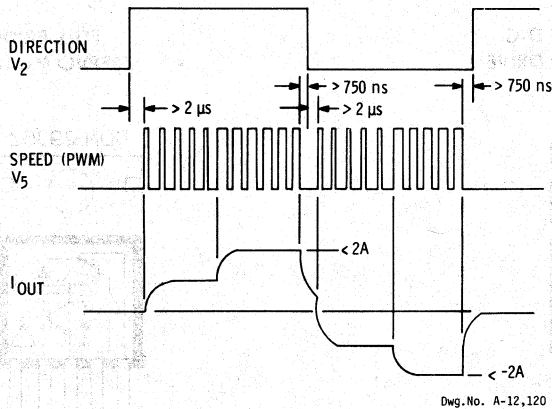 DIRECTION
V2
> 750 ns
> 750 ns
> 2 µs
> 2 µs
SPEED (PWM)
V5
< 2A
IOUT
< -2A
Dwg.No. A-12,120